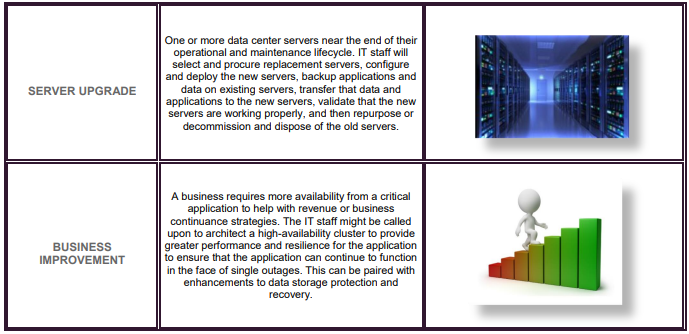 SERVER UPGRADE
One or more data center servers near the end of their
operational and maintenance lifecycle. IT staff will
select and procure replacement servers, configure
and deploy the new servers, backup applications and
data on existing servers, transfer that data and
applications to the new servers, validate that the new
servers are working properly, and then repurpose or
decommission and dispose of the old servers.
BUSINESS
IMPROVEMENT
A business requires more availability from a critical
application to help with revenue or business
continuance strategies. The IT staff might be called
upon to architect a high-availability cluster to provide
greater performance and resilience for the application
to ensure that the application can continue to function
in the face of single outages. This can be paired with
enhancements to data storage protection and
recovery.